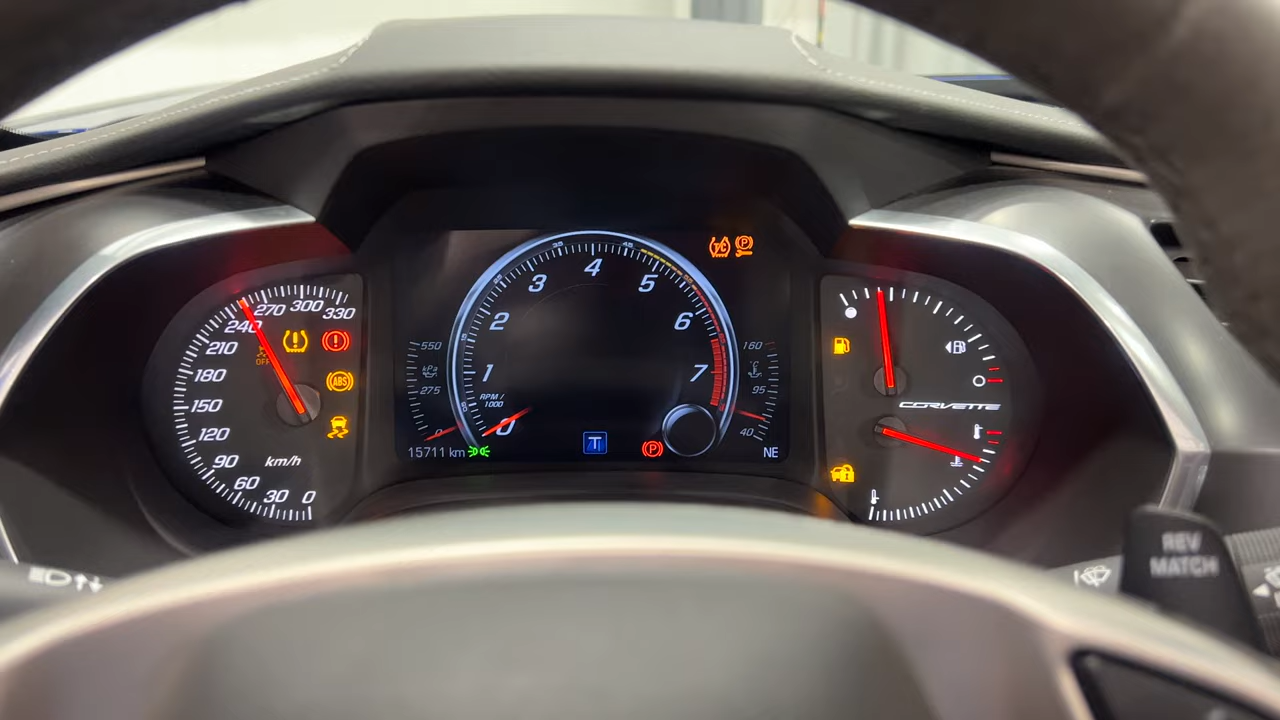 0
30
60
90
120
150
180
210
240
270
300
330
km/h
OFF
ABS
550
kPa
275
0
0
1
2
3
4
5
6
7
RPM /
1000
TC
P
160
°C
95
40
15711 km
T
P
NE
CORVETTE
REV
MATCH